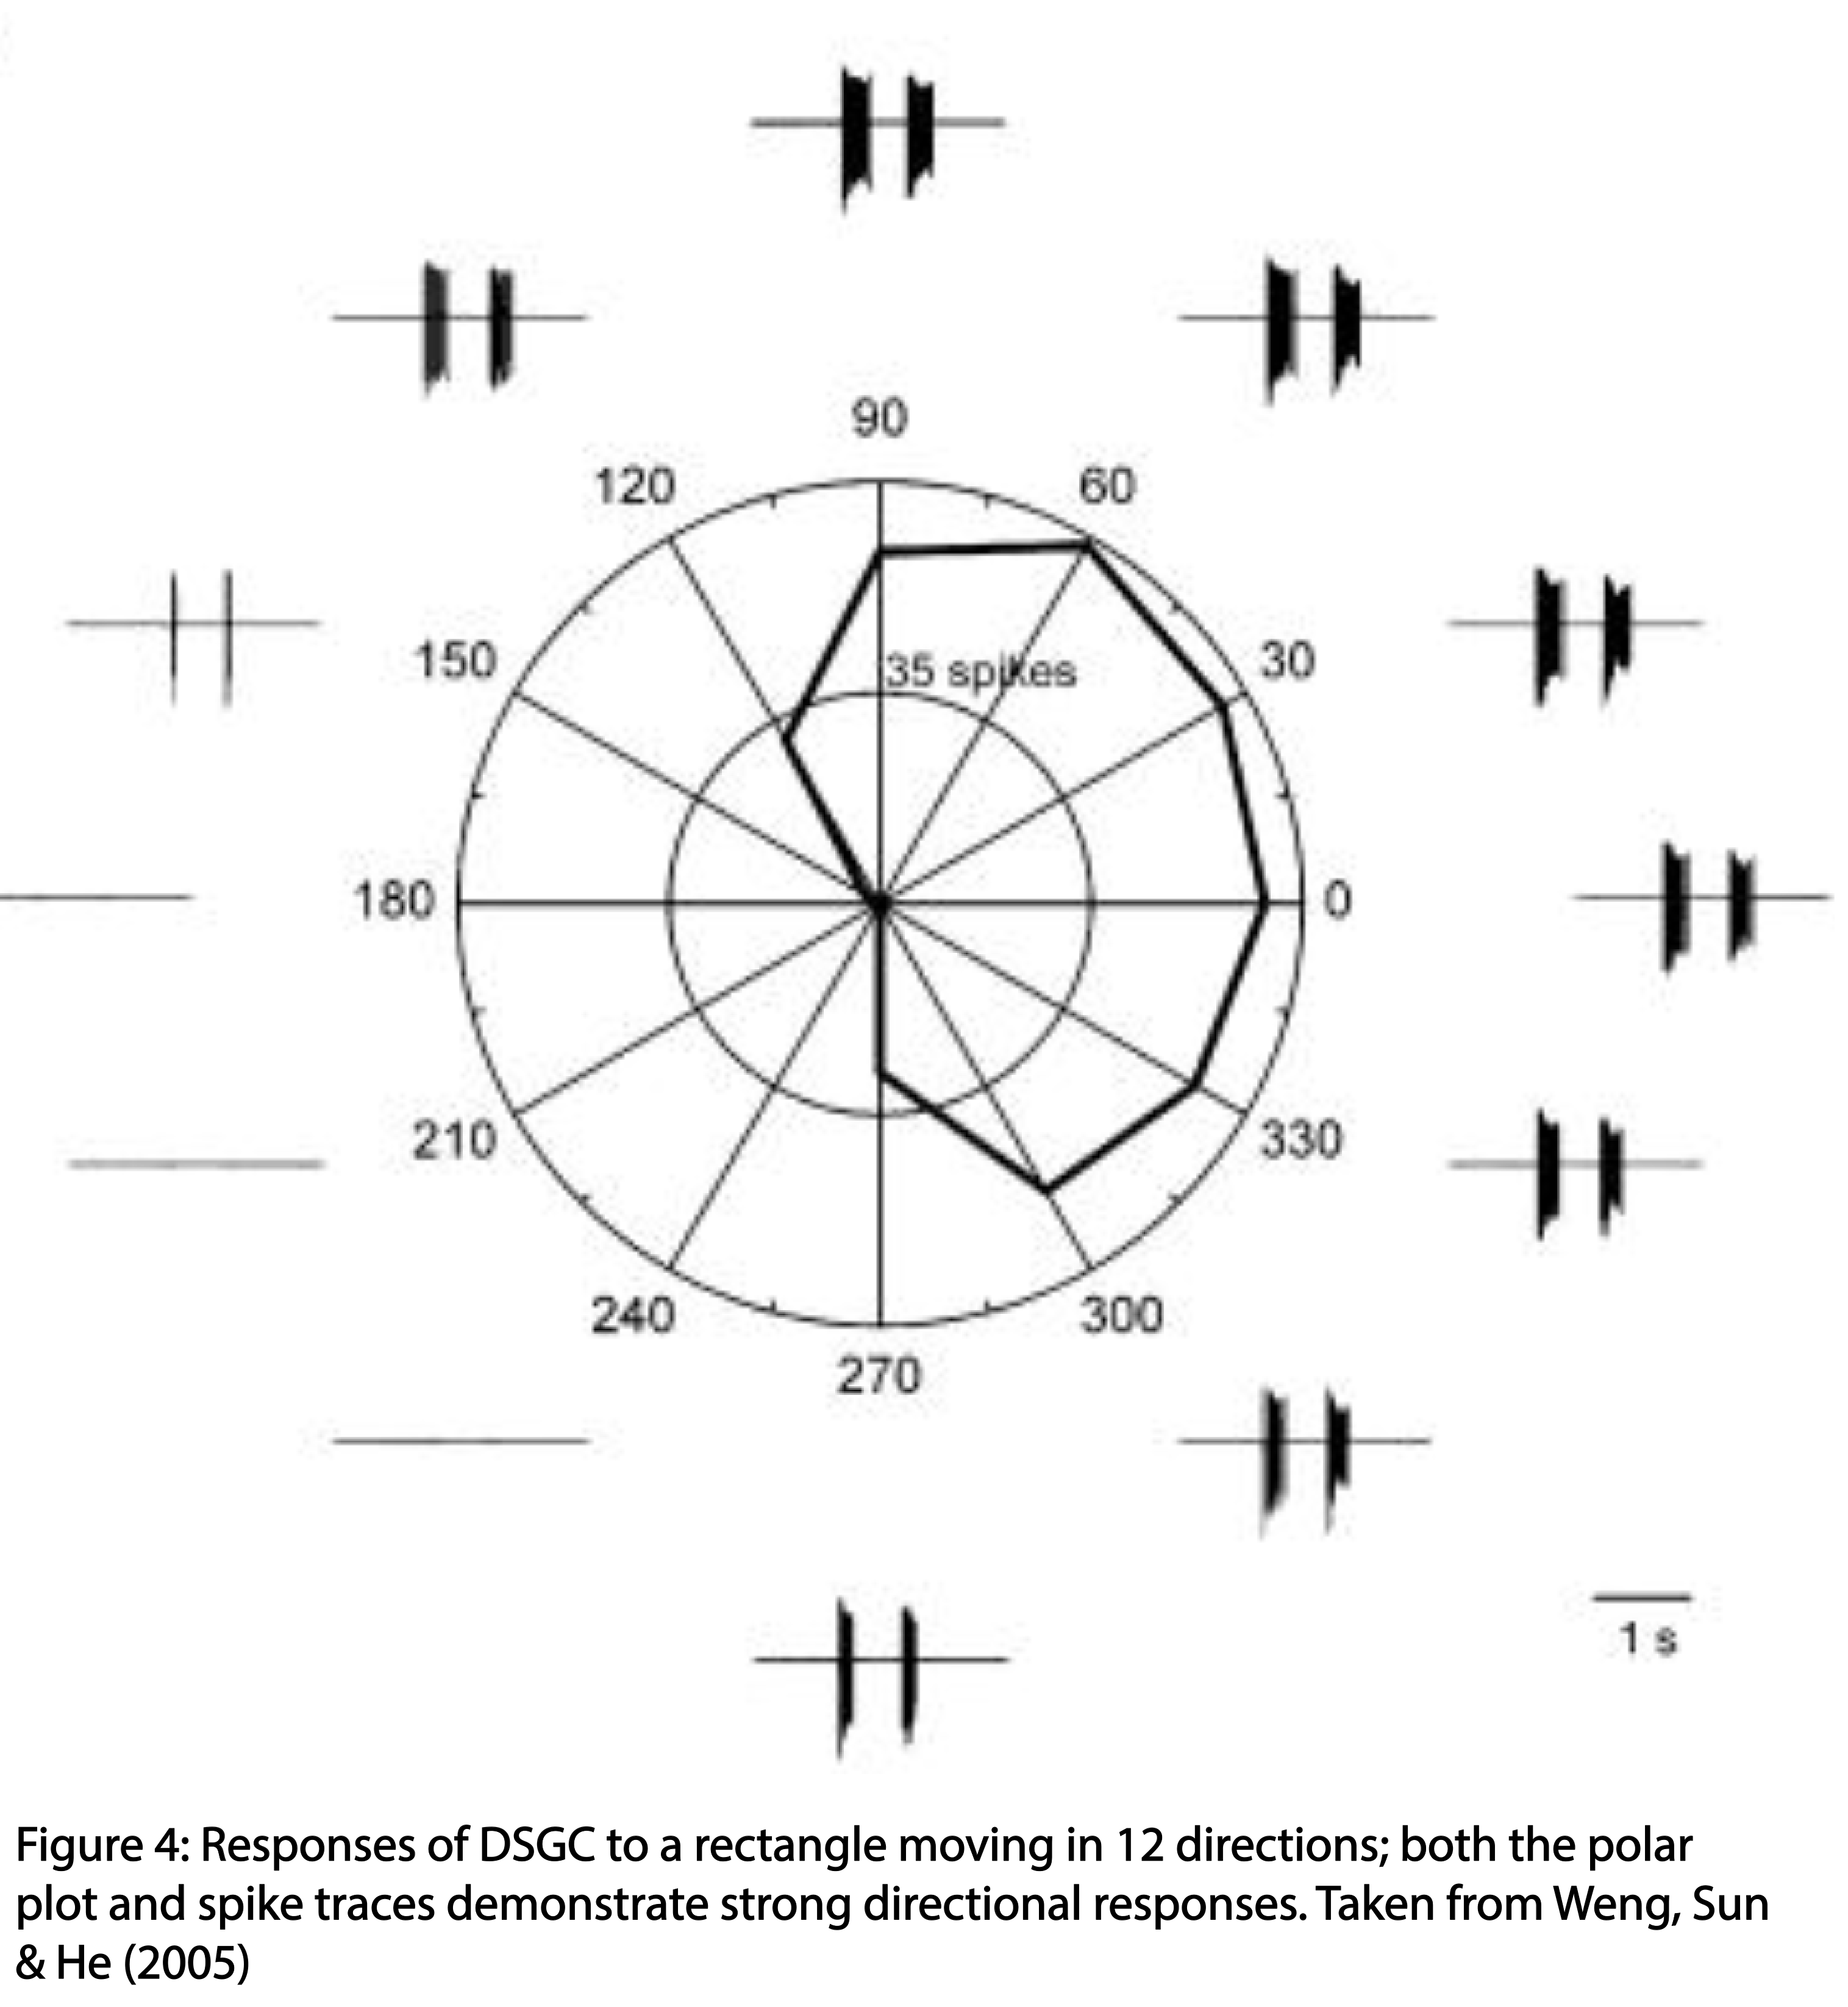 90
120
60
35 spikes
150
30
180
0
210
330
240
300
270
1 s
Figure 4: Responses of DSGC to a rectangle moving in 12 directions; both the polar
plot and spike traces demonstrate strong directional responses. Taken from Weng, Sun
& He (2005)